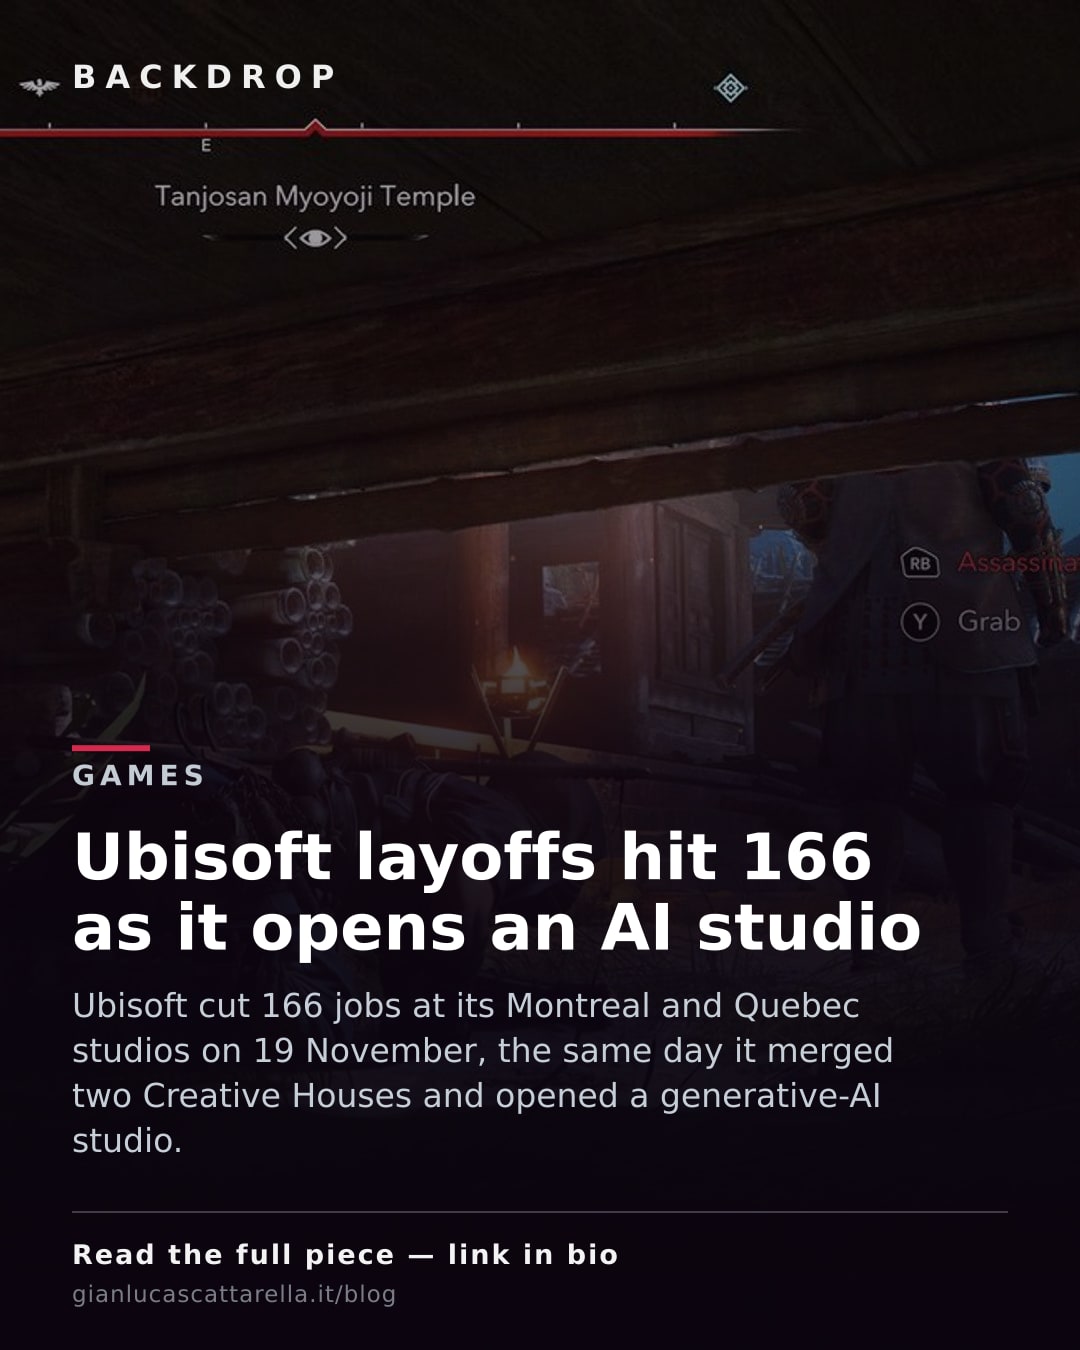 BACKDROP
E
Tanjosan Myoyoji Temple
RB Assassina
Y Grab
GAMES
Ubisoft layoffs hit 166
as it opens an AI studio
Ubisoft cut 166 jobs at its Montreal and Quebec
studios on 19 November, the same day it merged
two Creative Houses and opened a generative-AI
studio.
Read the full piece — link in bio
gianlucascattarella.it/blog